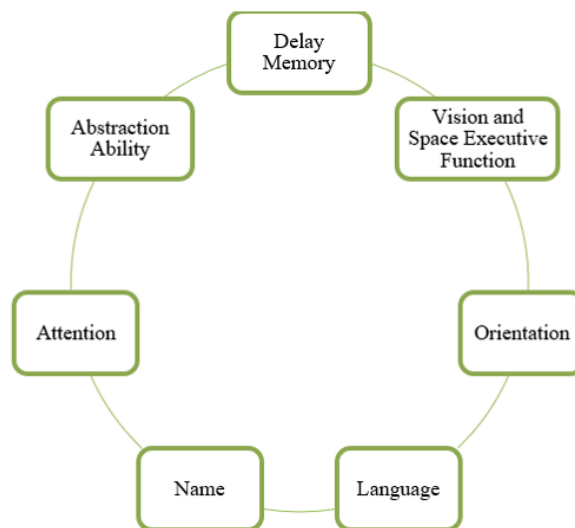 Delay
Memory
Vision and
Space Executive
Function
Orientation
Language
Name
Attention
Abstraction
Ability